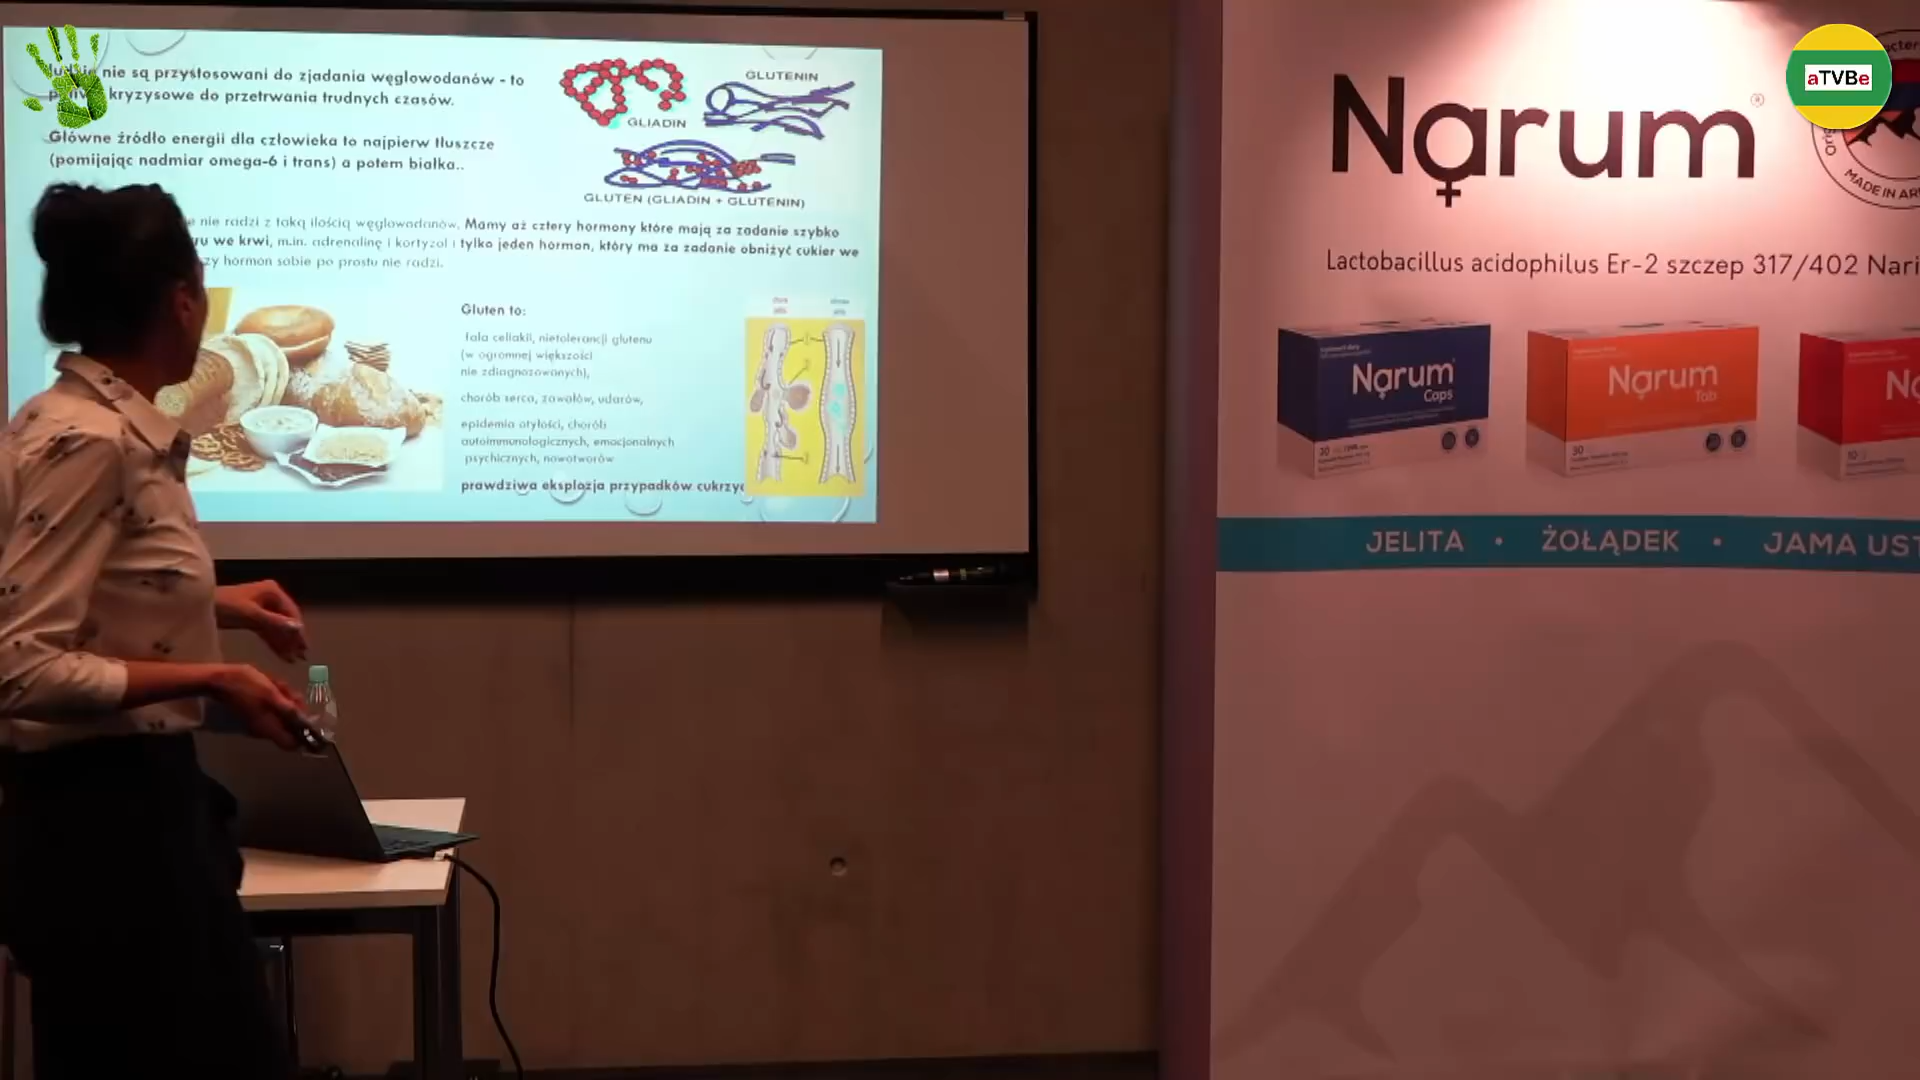 nie są przystosowani do zjadania węglowodanów - to
kryzysowe do przetrwania trudnych czasów.
Główne źródło energii dla człowieka to najpierw tłuszcze
(pomijając nadmiar omega-6 i trans) a potem białka..
GLIADIN
GLUTENIN
GLUTEN (GLIADIN + GLUTENIN)
nie radzi z taką ilością węglowodanów. Mamy aż cztery hormony które mają za zadanie szybko
we krwi, m.in. adrenalinę i kortyzol i tylko jeden hormon, który ma za zadanie obniżyć cukier we
hormon sobie po prostu nie radzi.
Gluten to:
fala celiakii, nietolerancji glutenu
(w ogromnej większości
nie zdiagnozowanych),
chorób serca, zawałów, udarów,
epidemia otyłości, chorób
autoimmunologicznych, emocjonalnych
psychicznych, nowotworów
prawdziwa eksplozja przypadków
aTVBe
Narum®
MADE IN
Lactobacillus acidophilus Er-2 szczep 317/402
Narum
Caps
30
Narum
Tab
30
JELITA • ŻOŁĄDEK • JAMA